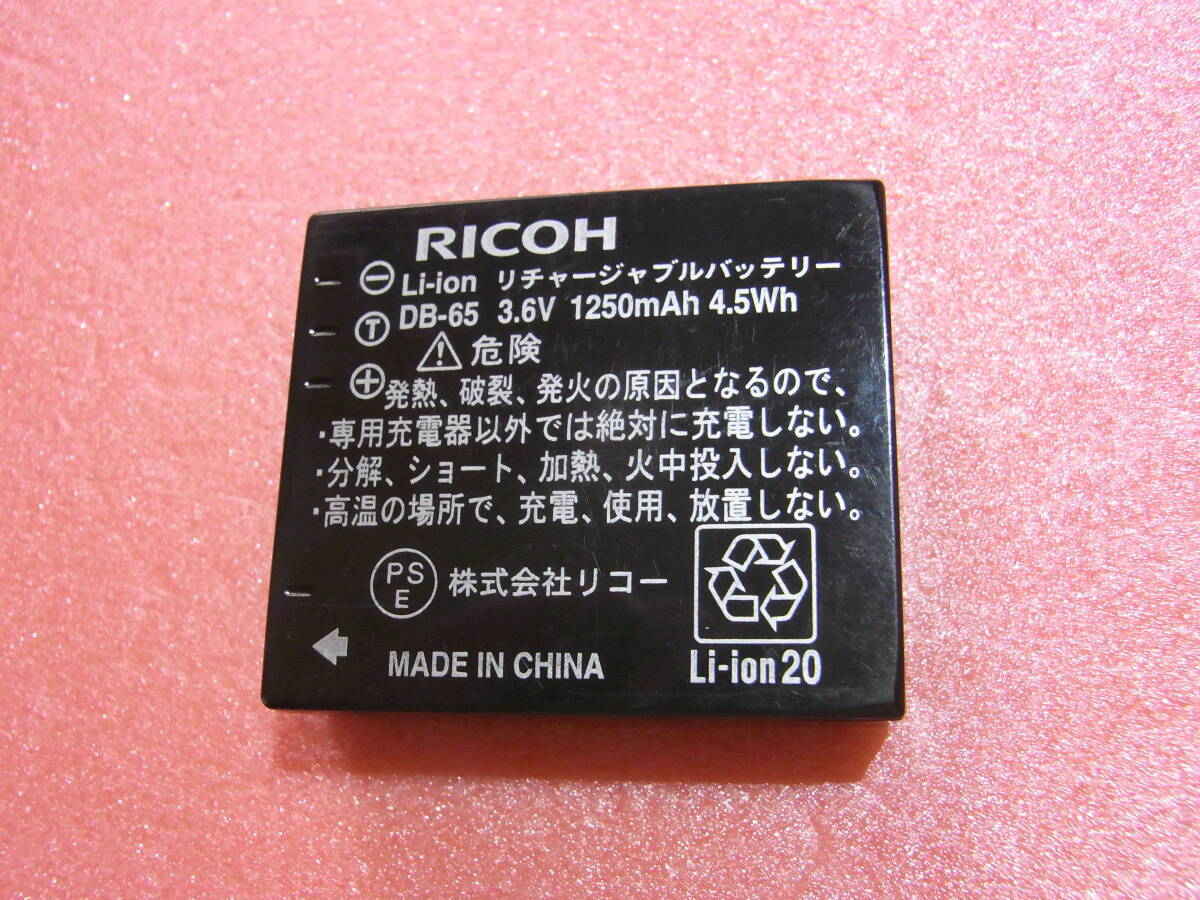 RICOH
⊖ Li-ion リチャージャブルバッテリー
Ⓣ DB-65 3.6V 1250mAh 4.5Wh
⚠危険
⊕ 発熱、破裂、発火の原因となるので、
・専用充電器以外では絶対に充電しない。
・分解、ショート、加熱、火中投入しない。
・高温の場所で、充電、使用、放置しない。
PS
E
株式会社リコー
MADE IN CHINA
Li-ion20